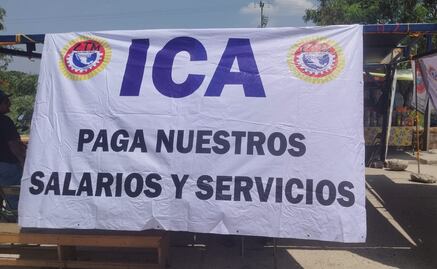 ICA
PAGA NUESTROS
SALARIOS Y SERVICIOS